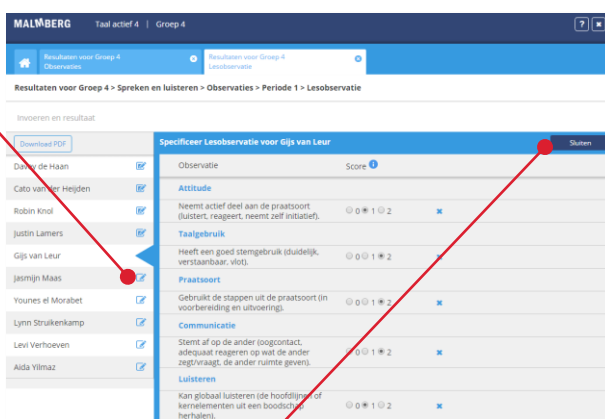 MALMBERG Taal actief 4 | Groep 4 ? ×
Resultaten voor Groep 4
Observaties
Resultaten voor Groep 4
Lesobservatie
Resultaten voor Groep 4 > Spreken en luisteren > Observaties > Periode 1 > Lesobservatie
Invoeren en resultaat
Download PDF
Specificeer Lesobservatie voor Gijs van Leur
Sluiten
Davey de Haan
Cato van der Heijden
Robin Knol
Justin Lamers
Gijs van Leur
Jasmijn Maas
Younes el Morabet
Lynn Struikenkamp
Levi Verhoeven
Aida Yilmaz
Observatie Score i
Attitude
Neemt actief deel aan de praatsoort
(luistert, reageert, neemt zelf initiatief).
0 1 2
Taalgebruik
Heeft een goed stemgebruik (duidelijk,
verstaanbaar, vlot).
0 1 2
Praatsoort
Gebruikt de stappen uit de praatsoort (in
voorbereiding en uitvoering).
0 1 2
Communicatie
Stemt af op de ander (oogcontact,
adequaat reageren op wat de ander
zegt/vraagt, de ander ruimte geven).
0 1 2
Luisteren
Kan globaal luisteren (de hoofdlijnen of
kernelementen uit een boodschap
herhalen).
0 1 2